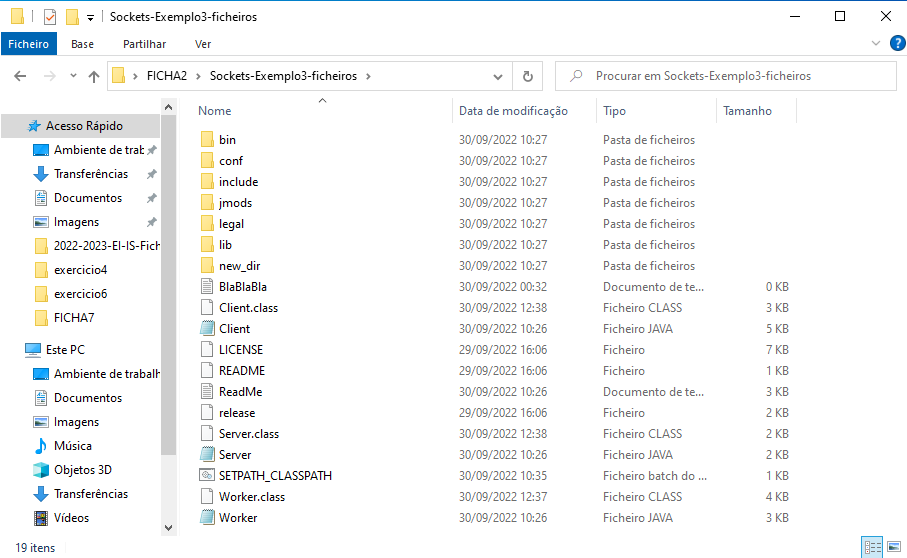 Sockets-Exemplo3-ficheiros
Ficheiro Base Partilhar Ver
FICHA2 Sockets-Exemplo3-ficheiros Procurar em Sockets-Exemplo3-ficheiros
Nome Data de modificação Tipo Tamanho
Acesso Rápido
Ambiente de trab
Transferências
Documentos
Imagens
2022-2023-EI-IS-Fich
exercicio4
exercicio6
FICHA7
Este PC
Ambiente de trabalh
Documentos
Imagens
Música
Objetos 3D
Transferências
Vídeos
bin 30/09/2022 10:27 Pasta de ficheiros
conf 30/09/2022 10:27 Pasta de ficheiros
include 30/09/2022 10:27 Pasta de ficheiros
jmods 30/09/2022 10:27 Pasta de ficheiros
legal 30/09/2022 10:27 Pasta de ficheiros
lib 30/09/2022 10:27 Pasta de ficheiros
new_dir 30/09/2022 10:27 Pasta de ficheiros
BlaBlaBla 30/09/2022 00:32 Documento de te... 0 KB
Client.class 30/09/2022 12:38 Ficheiro CLASS 3 KB
Client 30/09/2022 10:26 Ficheiro JAVA 5 KB
LICENSE 29/09/2022 16:06 Ficheiro 7 KB
README 29/09/2022 16:06 Ficheiro 1 KB
ReadMe 30/09/2022 10:26 Documento de te... 3 KB
release 29/09/2022 16:06 Ficheiro 2 KB
Server.class 30/09/2022 12:38 Ficheiro CLASS 2 KB
Server 30/09/2022 10:26 Ficheiro JAVA 2 KB
SETPATH_CLASSPATH 30/09/2022 10:35 Ficheiro batch do ... 1 KB
Worker.class 30/09/2022 12:37 Ficheiro CLASS 4 KB
Worker 30/09/2022 10:26 Ficheiro JAVA 3 KB
19 itens